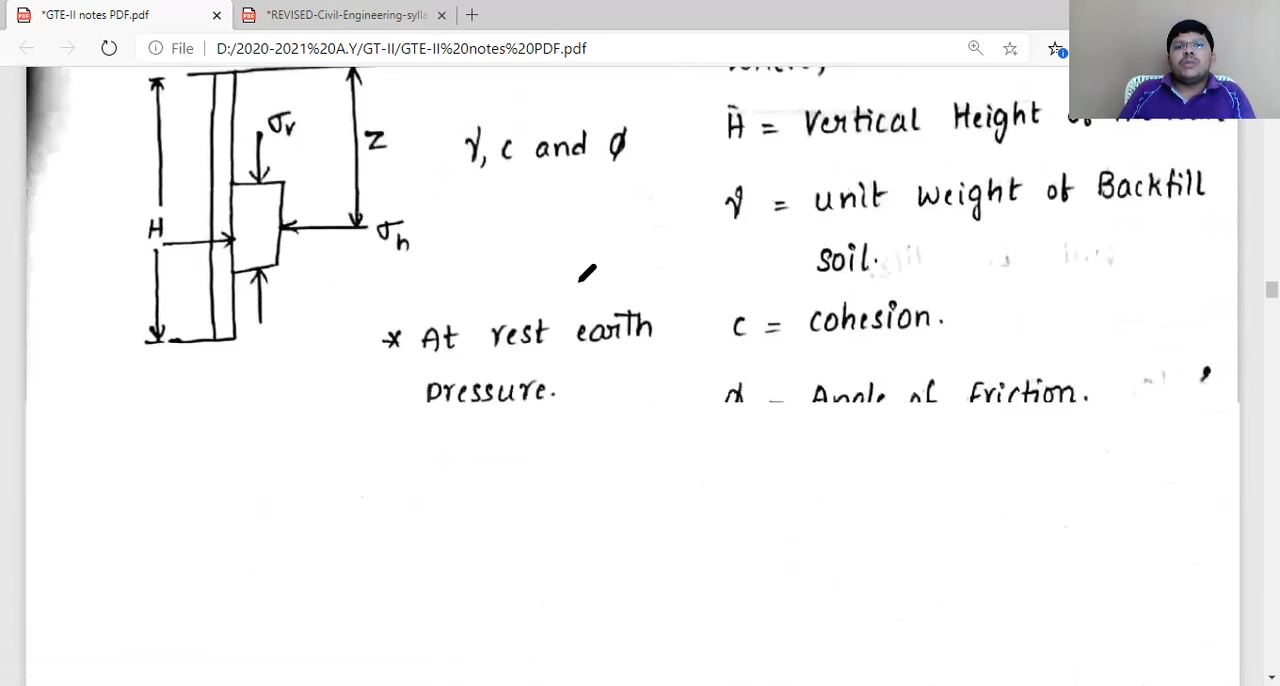 *GTE-II notes PDF.pdf
*REVISED-Civil-Engineering-sylla
File
D:/2020-2021%20A.Y/GT-II/GTE-II%20notes%20PDF.pdf
σv
Z
H
σh
γ, c and φ
* At rest earth
pressure.
H = Vertical Height
γ = unit weight of Backfill
soil.
c = cohesion.
Angle of Friction.